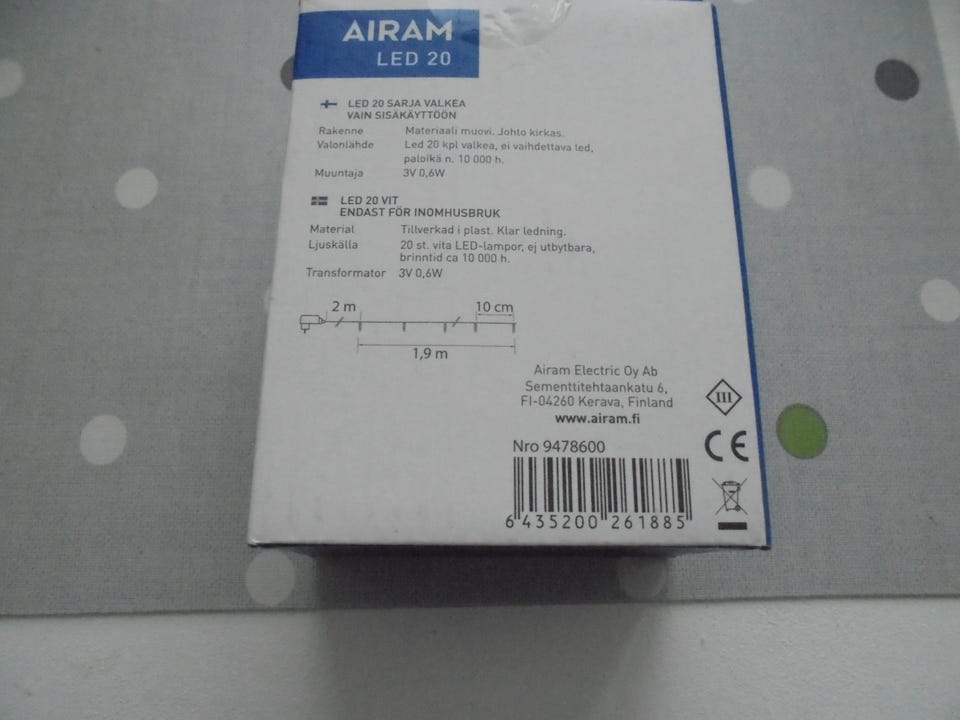 AIRAM
LED 20
LED 20 SARJA VALKEA
VAIN SISÄKÄYTTÖÖN
Rakenne Materiaali muovi. Johto kirkas.
Valonlähde Led 20 kpl valkea, ei vaihdettava led,
paloikä n. 10 000 h.
Muuntaja 3V 0,6W
LED 20 VIT
ENDAST FÖR INOMHUSBRUK
Material Tillverkad i plast. Klar ledning.
Ljuskälla 20 st. vita LED-lampor, ej utbytbara,
brinntid ca 10 000 h.
Transformator 3V 0,6W
2 m 10 cm
1,9 m
Airam Electric Oy Ab
Sementtitehtaankatu 6,
FI-04260 Kerava, Finland
www.airam.fi
III
Nro 9478600
CE
6 435200 261885